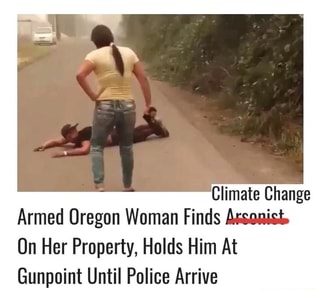 Climate Change
Armed Oregon Woman Finds Arsonist
On Her Property, Holds Him At
Gunpoint Until Police Arrive